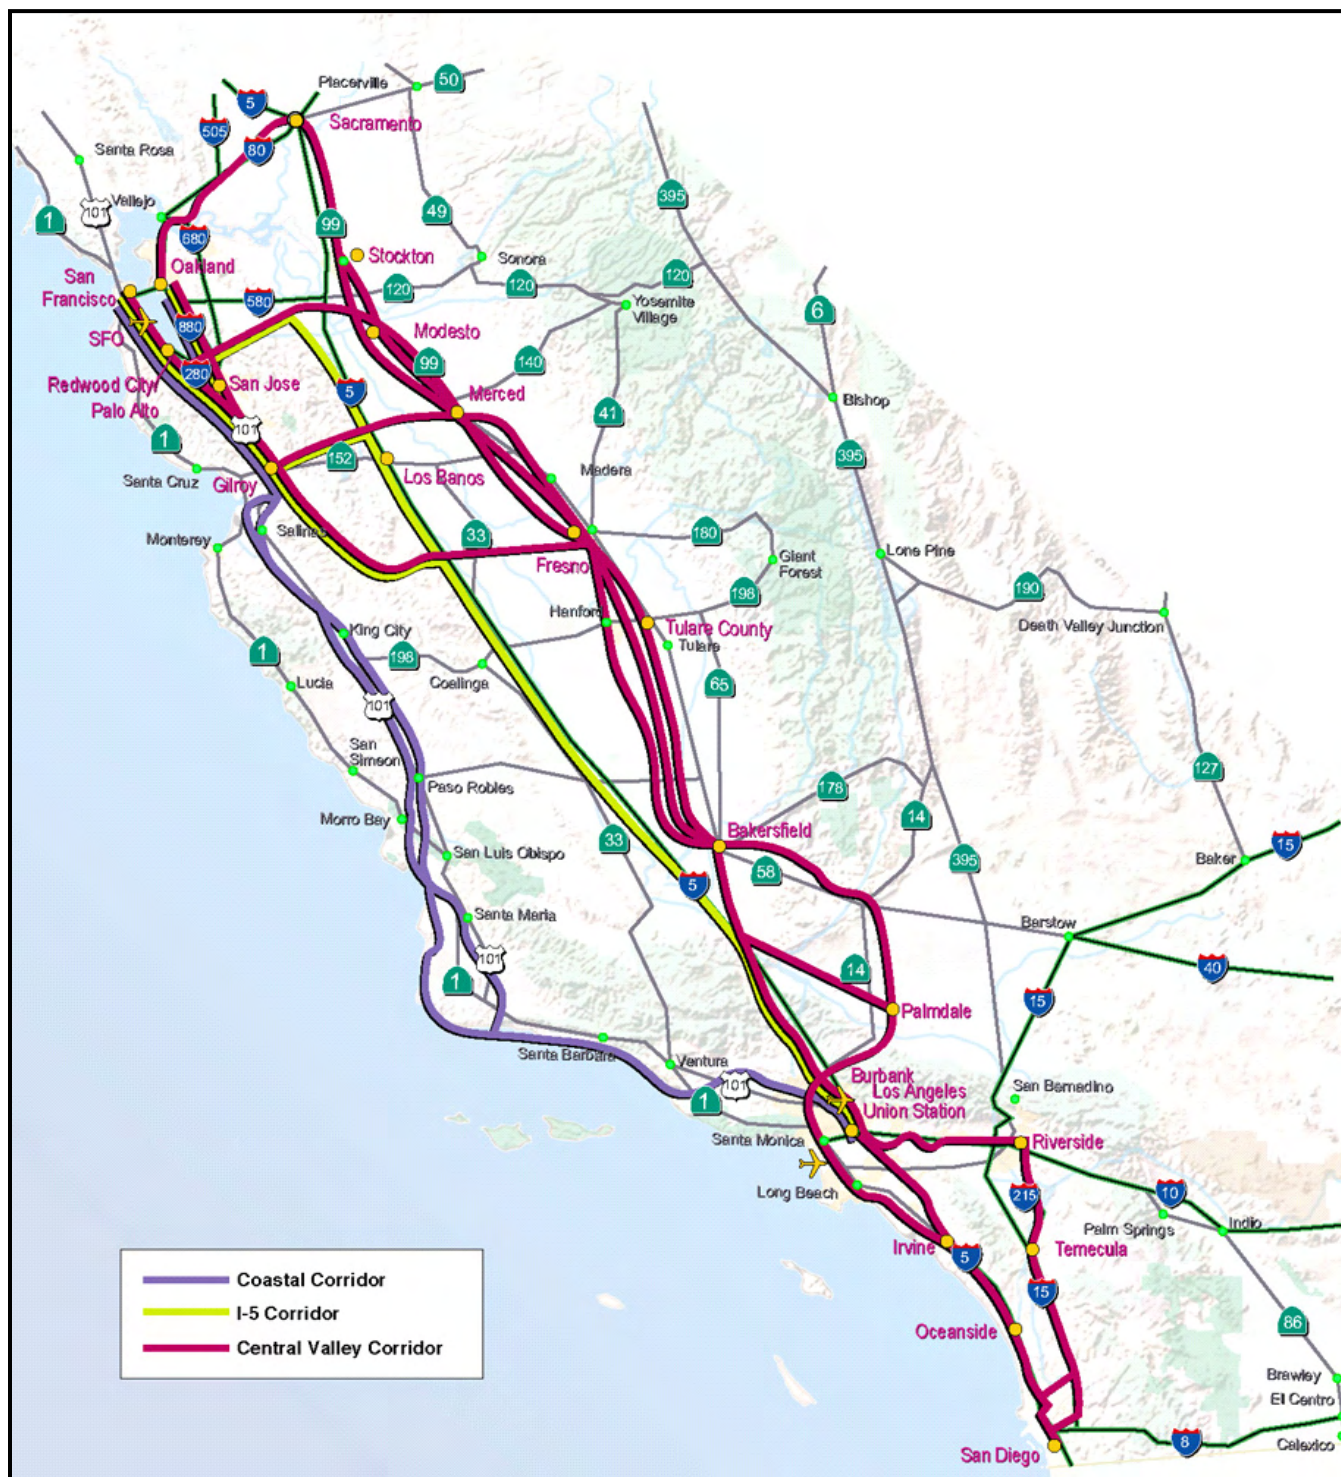 Placerville
50
5
Sacramento
505
80
Santa Rosa
Vallejo
101
1
49
395
99
680
Stockton
Sonora
Oakland
San
Francisco
120
120
120
580
Yosemite
Village
6
880
SFO
Modesto
99
140
280
Redwood City/
Palo Alto
San Jose
5
Merced
Bishop
41
101
1
395
152
Los Banos
Madera
Santa Cruz
Gilroy
Salinas
33
180
Monterey
Fresno
Giant
Forest
Lone Pine
198
190
Hanford
Tulare County
Death Valley Junction
King City
Tulare
1
198
Coalinga
65
Lucia
101
San
Simeon
127
Paso Robles
178
Morro Bay
14
Bakersfield
33
San Luis Obispo
15
58
395
Baker
5
Santa Maria
Barstow
101
14
40
1
15
Palmdale
Santa Barbara
Ventura
Burbank
101
Los Angeles
Union Station
San Bernadino
1
Santa Monica
Riverside
Long Beach
215
10
Palm Springs
Indio
Irvine
5
Temecula
15
Coastal Corridor
I-5 Corridor
Central Valley Corridor
Oceanside
86
Brawley
El Centro
San Diego
8
Calexico